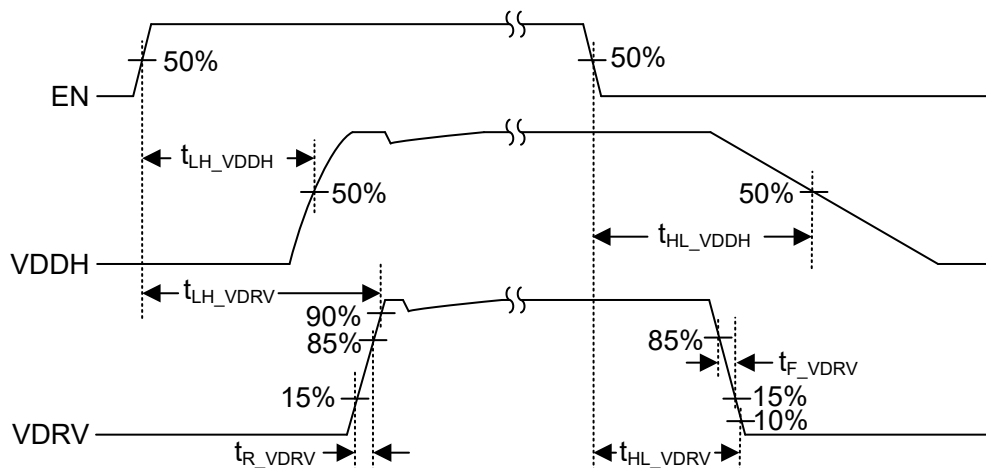 50%
50%
EN
tLH_VDDH
50%
50%
tHL_VDDH
VDDH
tLH_VDRV
90%
85%
85%
tF_VDRV
15%
15%
10%
VDRV
tR_VDRV
tHL_VDRV